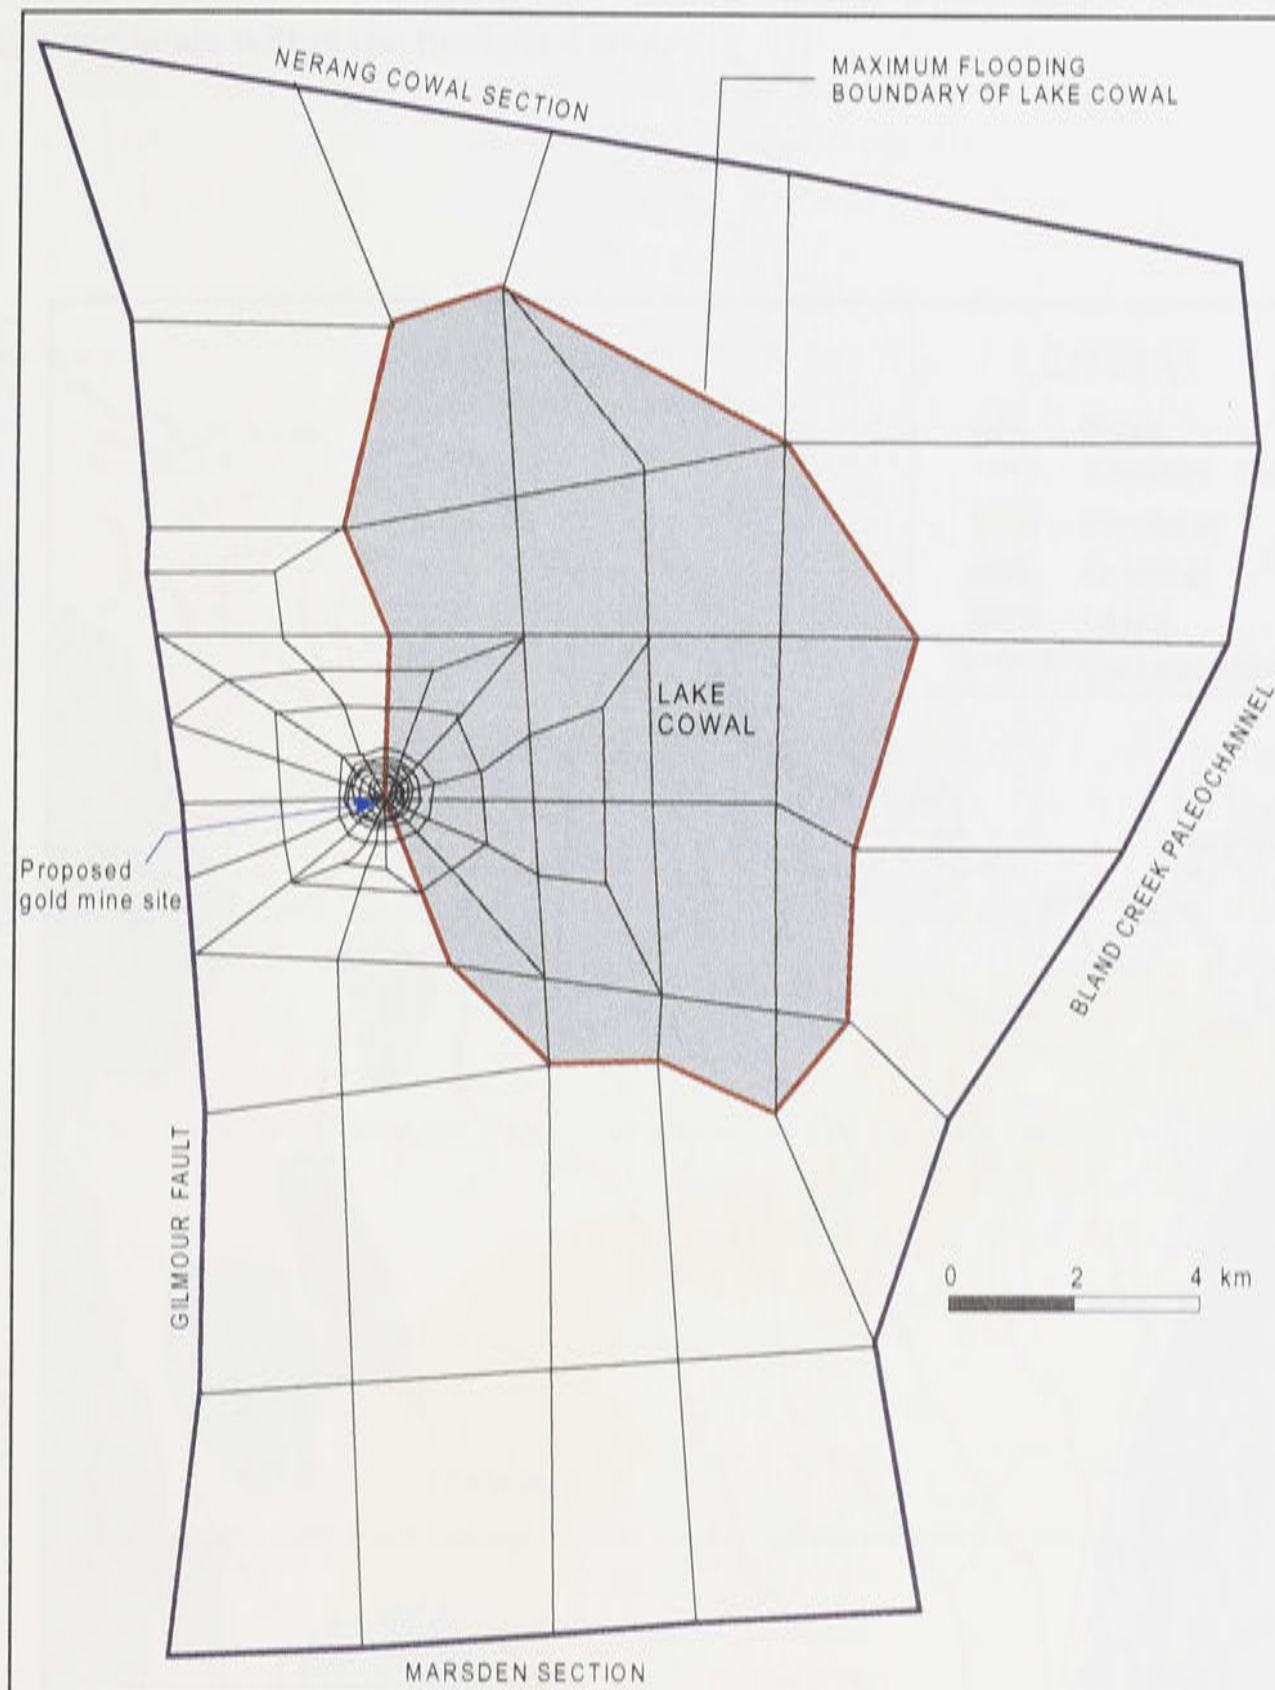 NERANG COWAL SECTION
MAXIMUM FLOODING
BOUNDARY OF LAKE COWAL
LAKE
COWAL
Proposed
gold mine site
BLAND CREEK PALEOCHANNEL
GILMOUR FAULT
0 2 4 km
MARSDEN SECTION